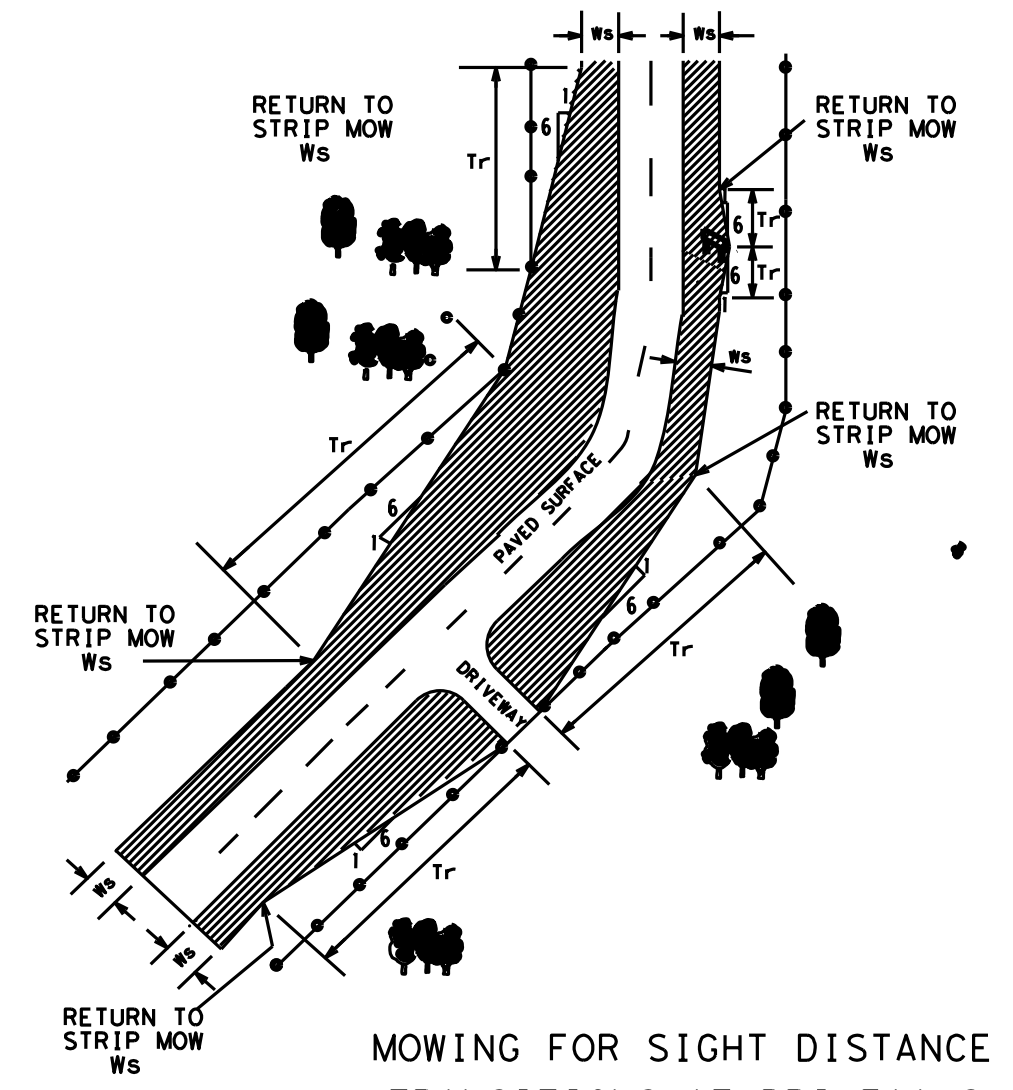 Ws Ws
RETURN TO
STRIP MOW
Ws
1
6
Tr
RETURN TO
STRIP MOW
Ws
6 Tr
6 Tr
1
Ws
Tr
RETURN TO
STRIP MOW
Ws
PAVED SURFACE
6
1
1
6
RETURN TO
STRIP MOW
Ws
Tr
DRIVEWAY
6
1
Tr
Ws
Ws
RETURN TO
STRIP MOW
Ws
MOWING FOR SIGHT DISTANCE